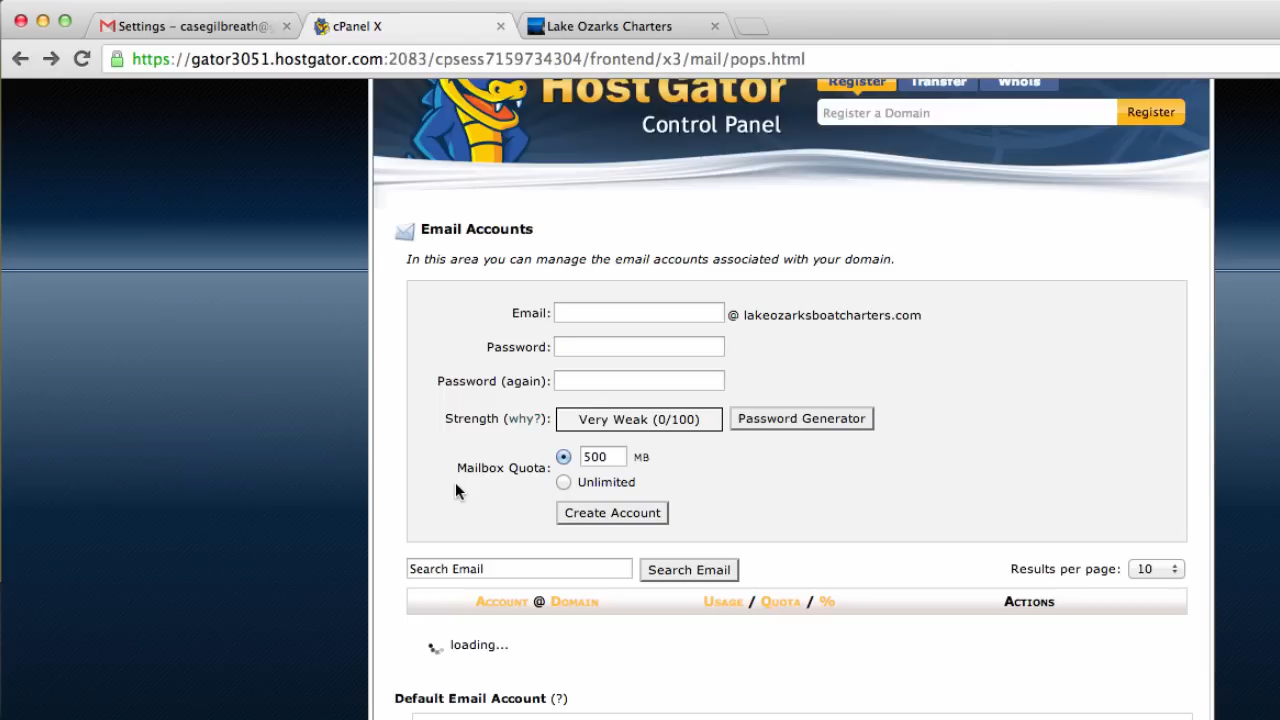 Settings – casegilbreath@g
cPanel X
Lake Ozarks Charters
https://gator3051.hostgator.com:2083/cpsess7159734304/frontend/x3/mail/pops.html
HostGator
Control Panel
Register Transfer Whois
Register a Domain
Register
Email Accounts
In this area you can manage the email accounts associated with your domain.
Email: @ lakeozarksboatcharters.com
Password:
Password (again):
Strength (why?): Very Weak (0/100) Password Generator
Mailbox Quota: 500 MB
Unlimited
Create Account
Search Email Search Email Results per page: 10
Account @ Domain Usage / Quota / % Actions
loading...
Default Email Account (?)